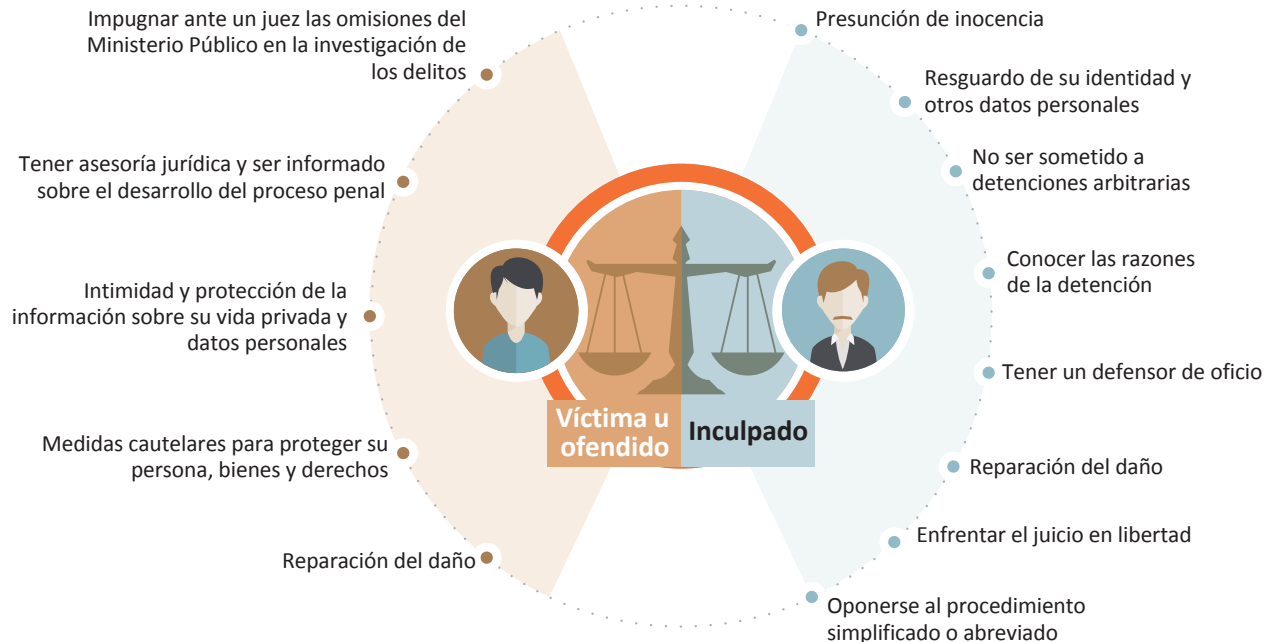 Impugnar ante un juez las omisiones del
Ministerio Público en la investigación de
los delitos
Tener asesoría jurídica y ser informado
sobre el desarrollo del proceso penal
Intimidad y protección de la
información sobre su vida privada y
datos personales
Medidas cautelares para proteger su
persona, bienes y derechos
Reparación del daño
Víctima u
ofendido
Inculpado
Presunción de inocencia
Resguardo de su identidad y
otros datos personales
No ser sometido a
detenciones arbitrarias
Conocer las razones
de la detención
Tener un defensor de oficio
Reparación del daño
Enfrentar el juicio en libertad
Oponerse al procedimiento
simplificado o abreviado